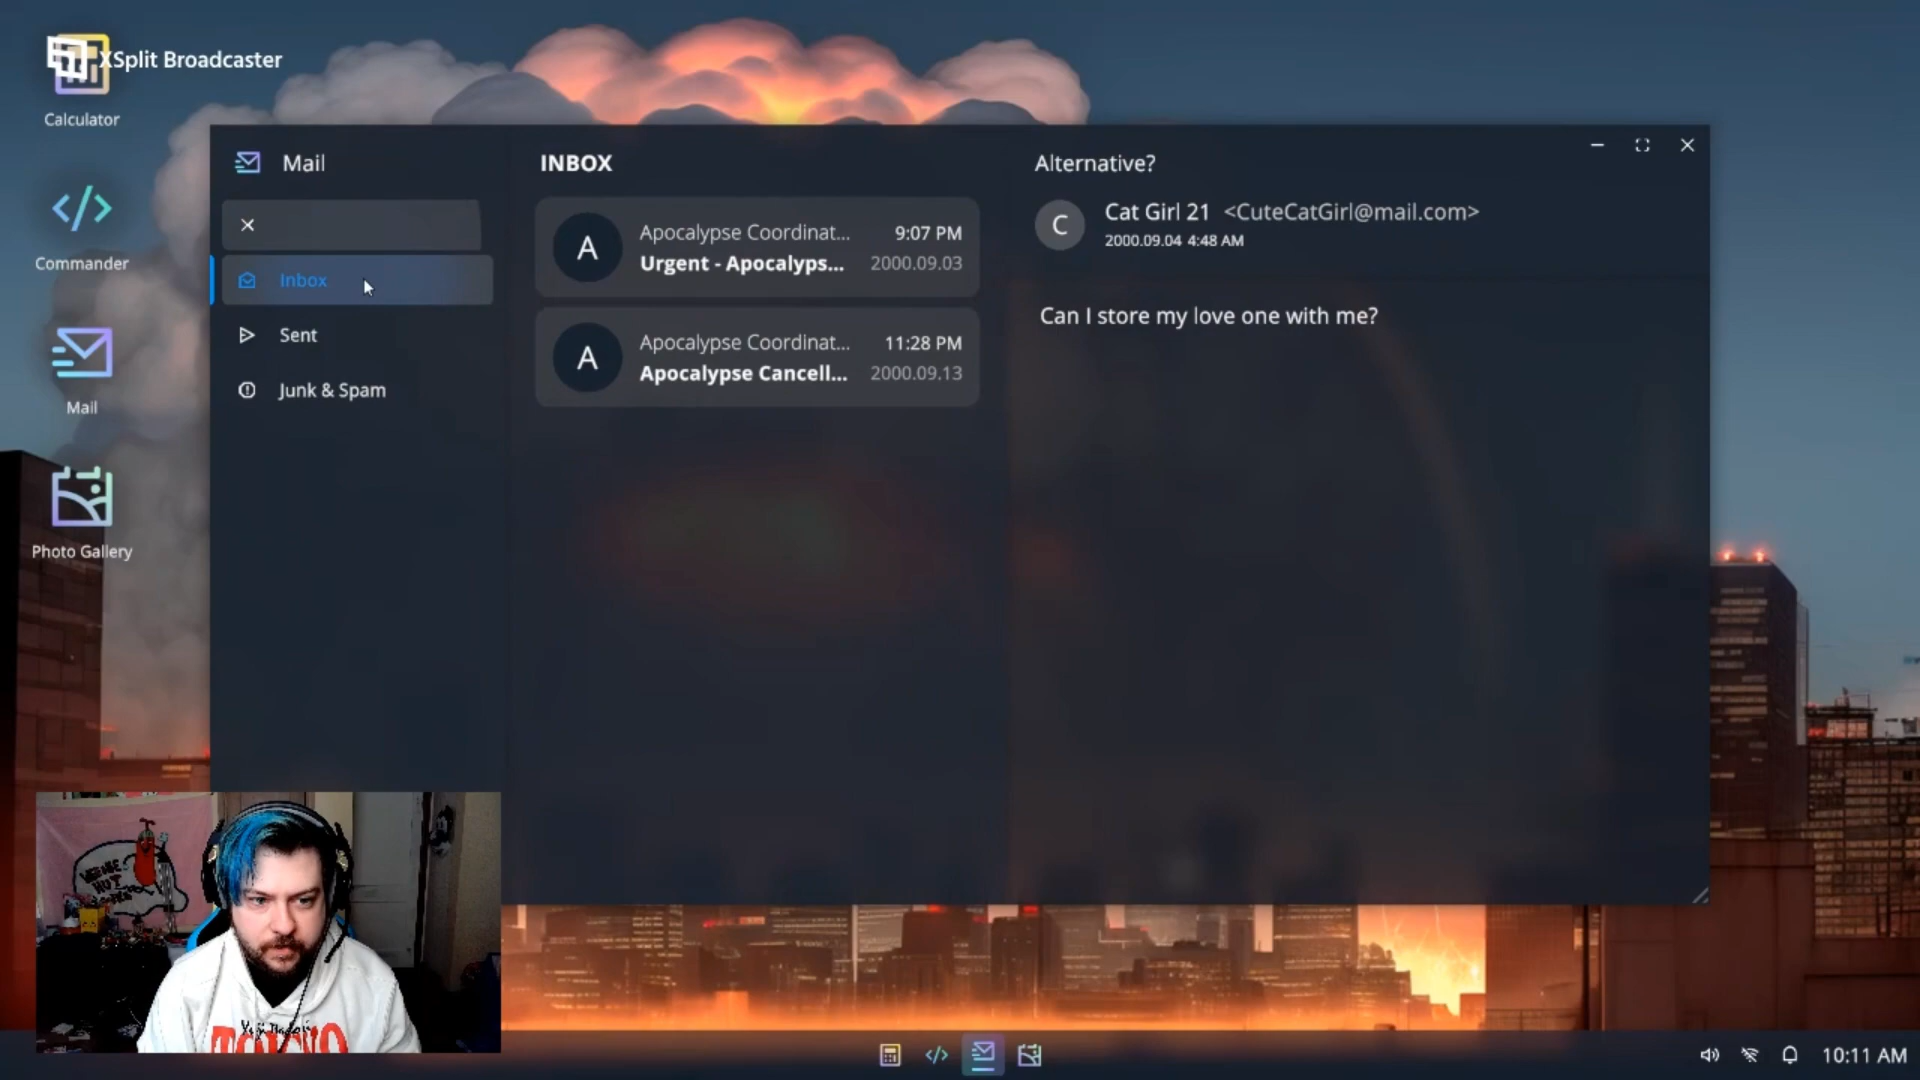 XSplit Broadcaster
Calculator
Commander
Mail
Photo Gallery
Mail
Inbox
Sent
Junk & Spam
INBOX
A
Apocalypse Coordinat... 9:07 PM
Urgent - Apocalyps... 2000.09.03
A
Apocalypse Coordinat... 11:28 PM
Apocalypse Cancell... 2000.09.13
Alternative?
C
Cat Girl 21 <CuteCatGirl@mail.com>
2000.09.04 4:48 AM
Can I store my love one with me?
10:11 AM